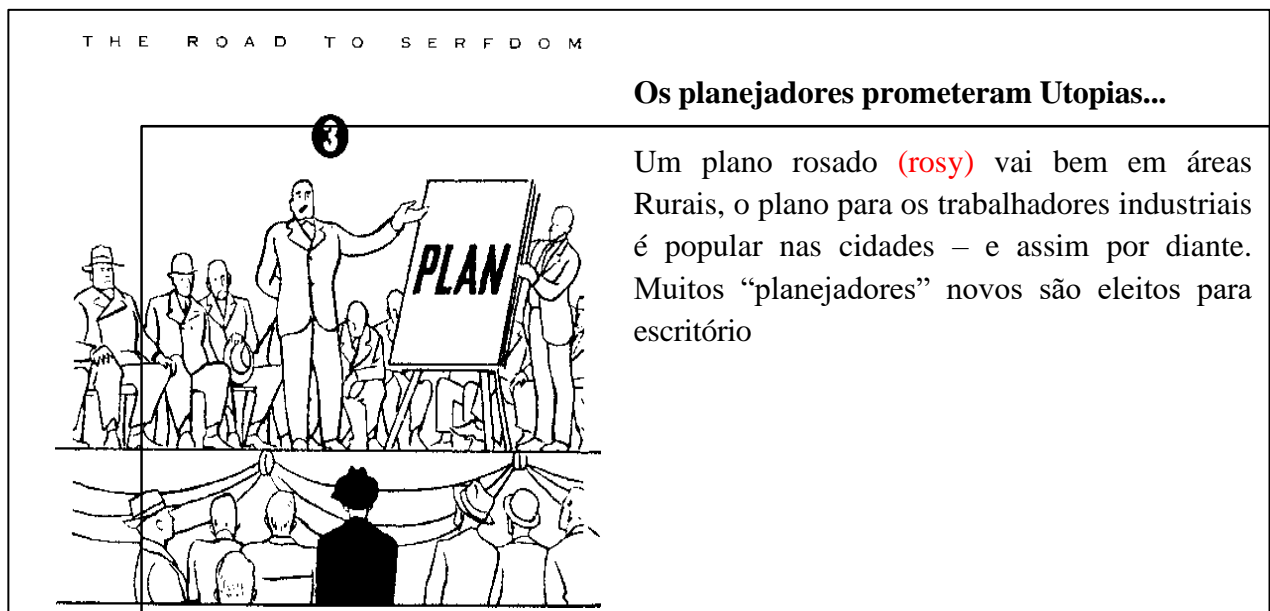 THE ROAD TO SERFDOM
Os planejadores prometeram Utopias...
3
PLAN
Um plano rosado (rosy) vai bem em áreas
Rurais, o plano para os trabalhadores industriais
é popular nas cidades – e assim por diante.
Muitos “planejadores” novos são eleitos para
escritório